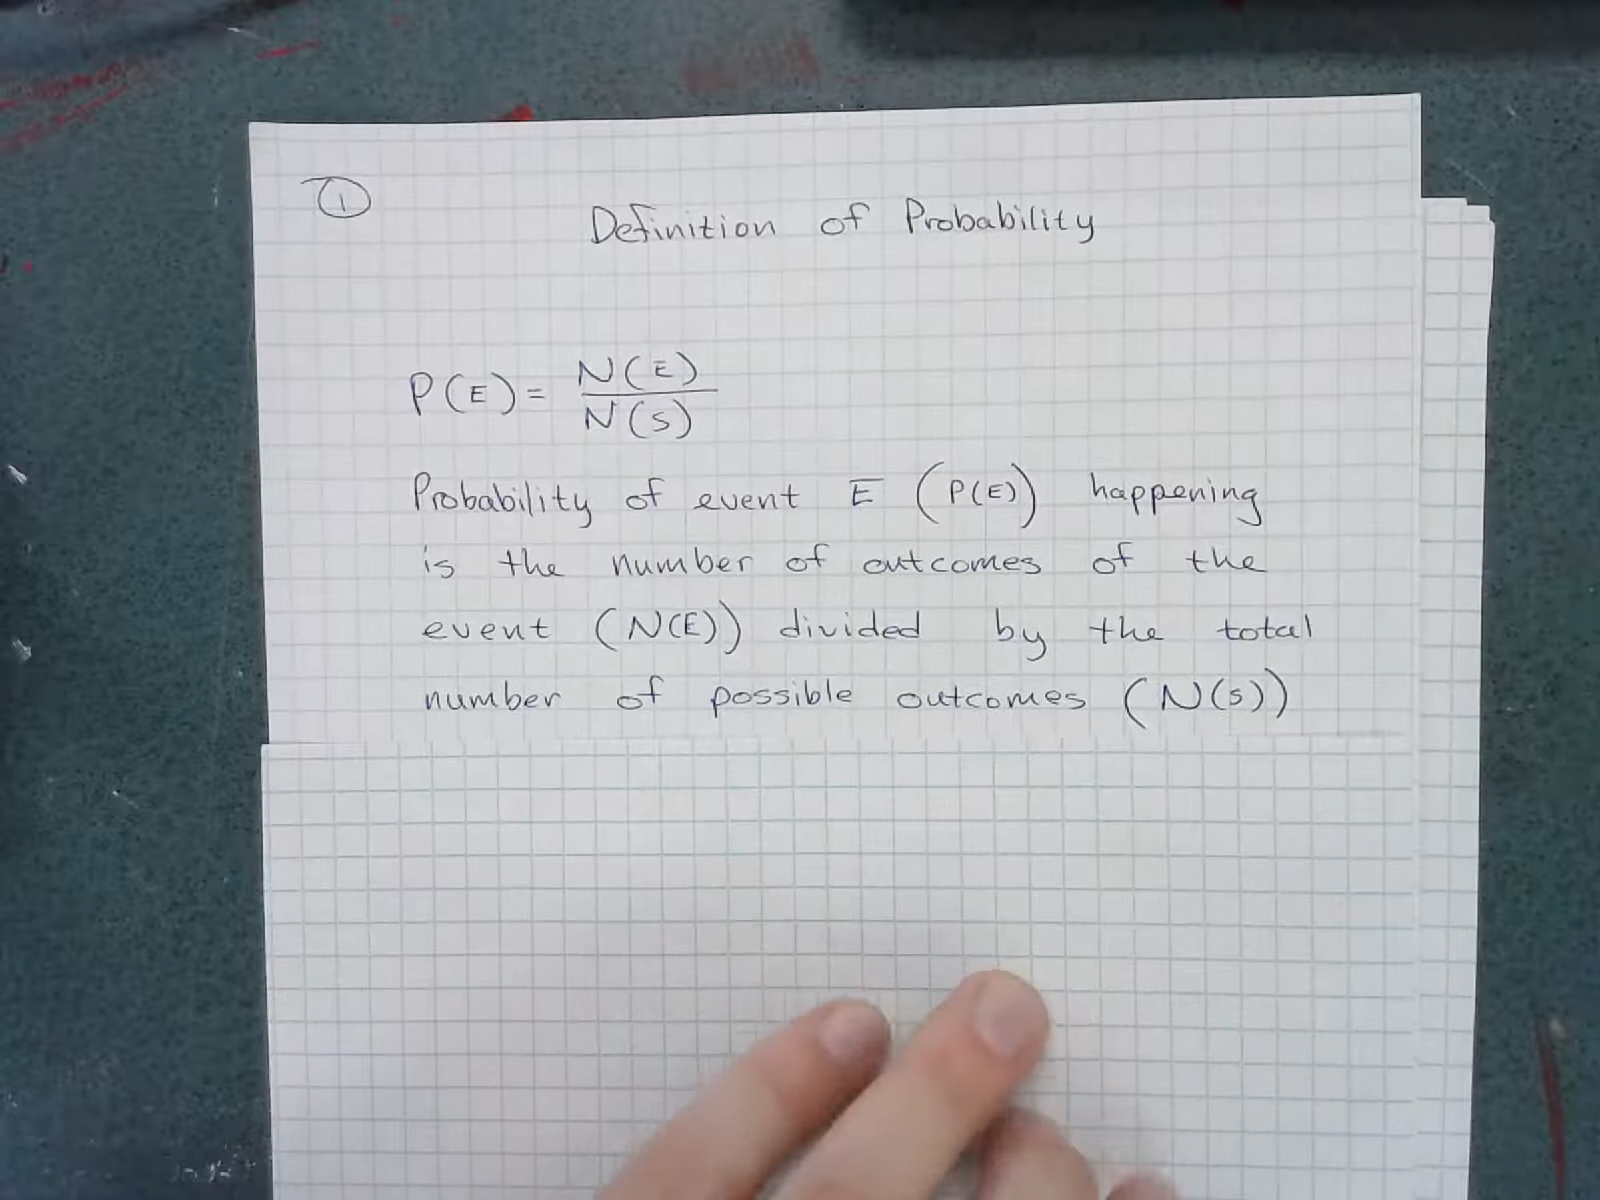 1
Definition of Probability
P(E) = N(E) / N(S)
Probability of event E (P(E)) happening
is the number of outcomes of the
event (N(E)) divided by the total
number of possible outcomes (N(S))